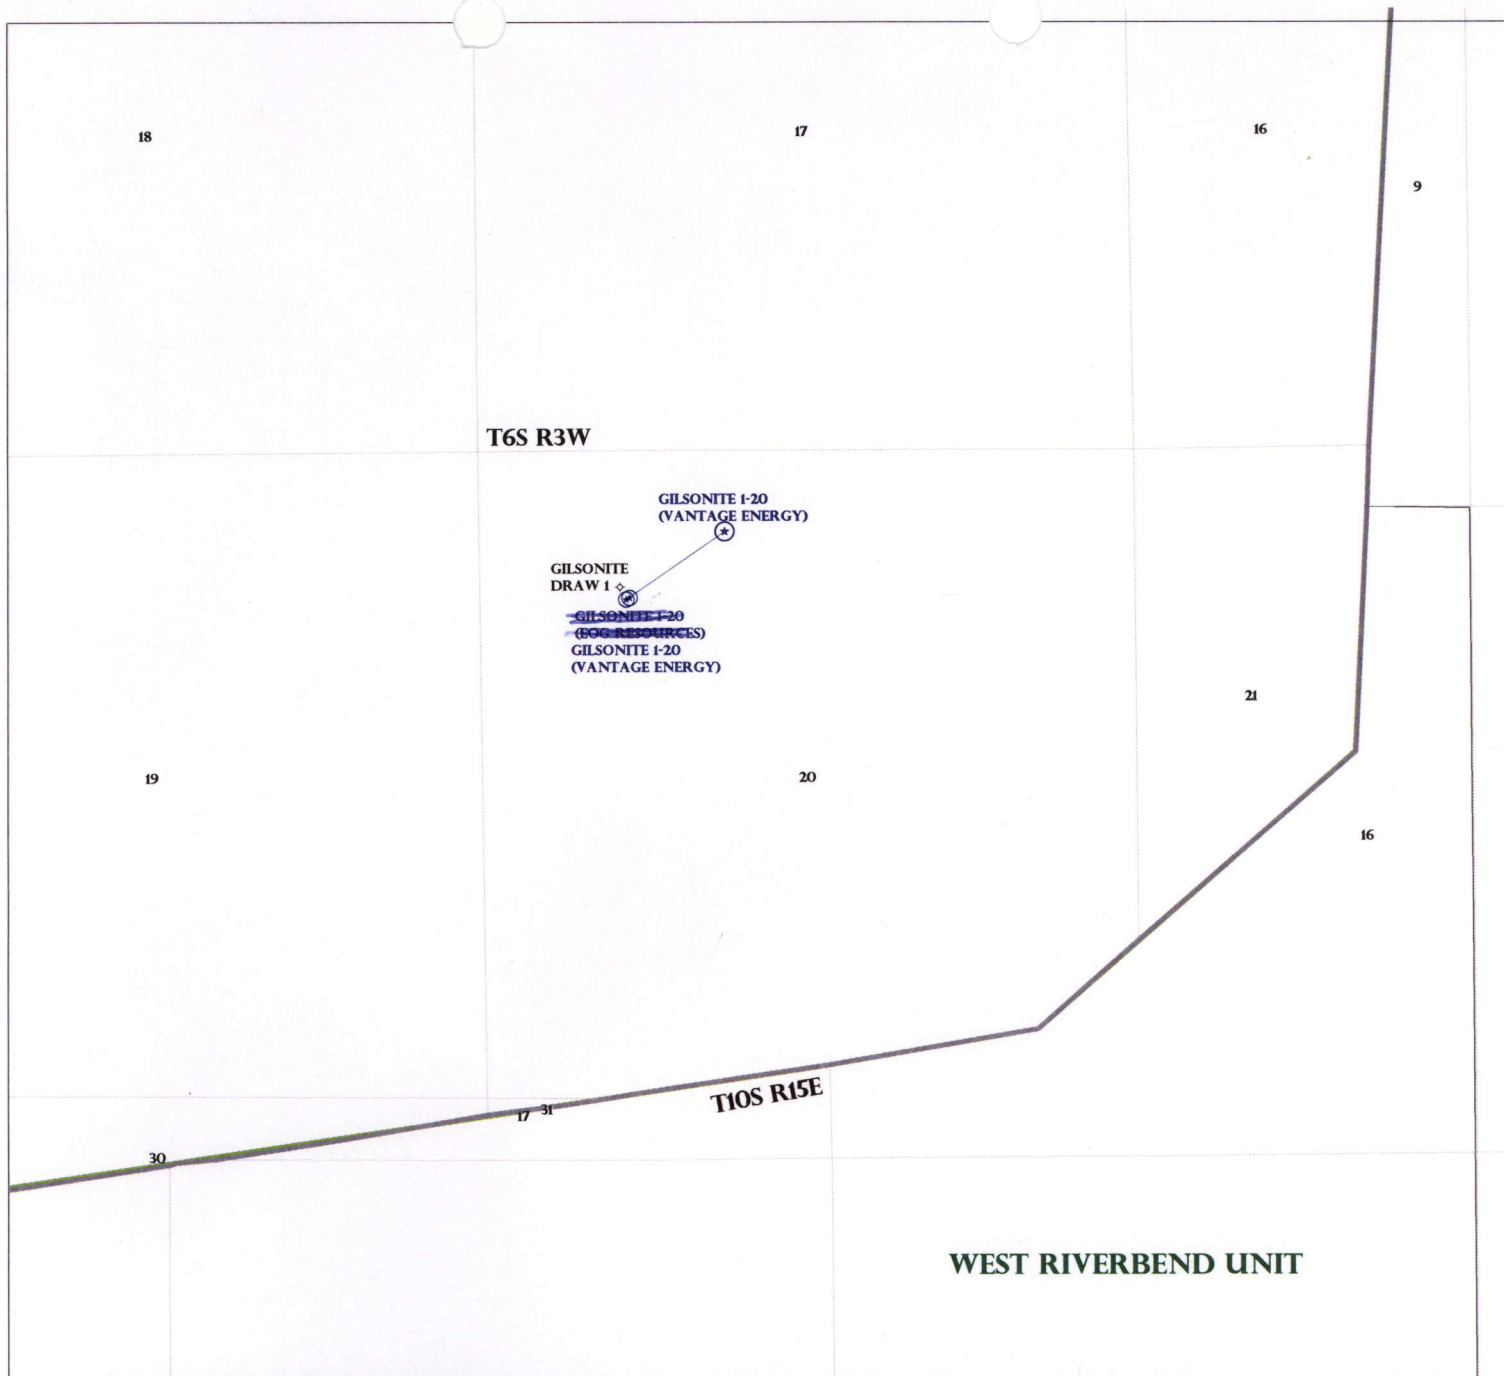 18
17
16
9
T6S R3W
GILSONITE 1-20
(VANTAGE ENERGY)
GILSONITE
DRAW 1
GILSONITE 1-20
(EOG RESOURCES)
GILSONITE 1-20
(VANTAGE ENERGY)
21
19
20
16
T10S R15E
17 31
30
WEST RIVERBEND UNIT